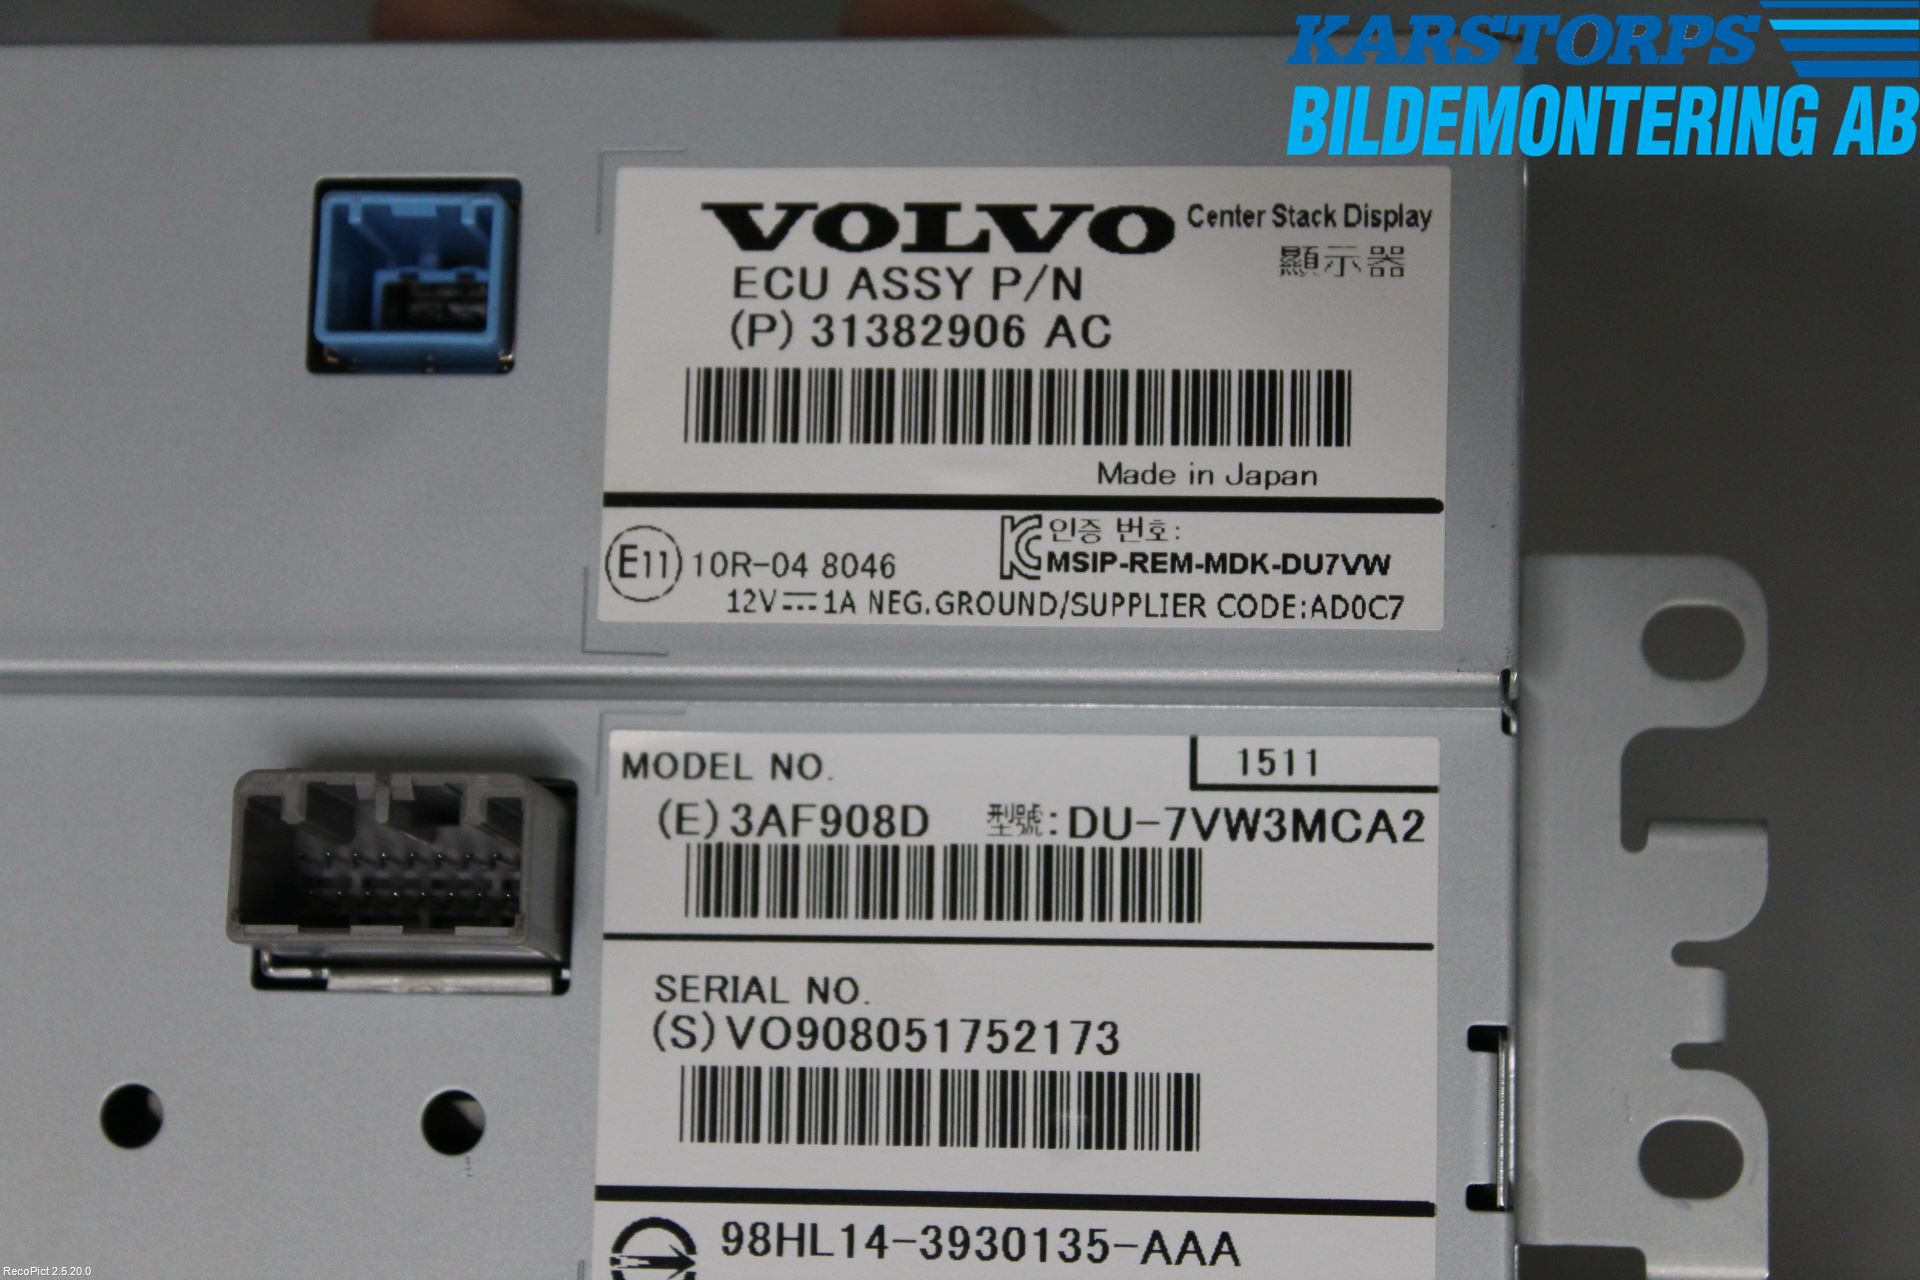 KARSTORPS
BILDEMONTERING AB
VOLVO Center Stack Display
顯示器
ECU ASSY P/N
(P) 31382906 AC
Made in Japan
E11 10R-04 8046
인증 번호:
MSIP-REM-MDK-DU7VW
12V⎓1A NEG.GROUND/SUPPLIER CODE:AD0C7
MODEL NO. 1511
(E) 3AF908D 型號: DU-7VW3MCA2
SERIAL NO.
(S) VO908051752173
98HL14-3930135-AAA
RecoPict 2.5.20.0